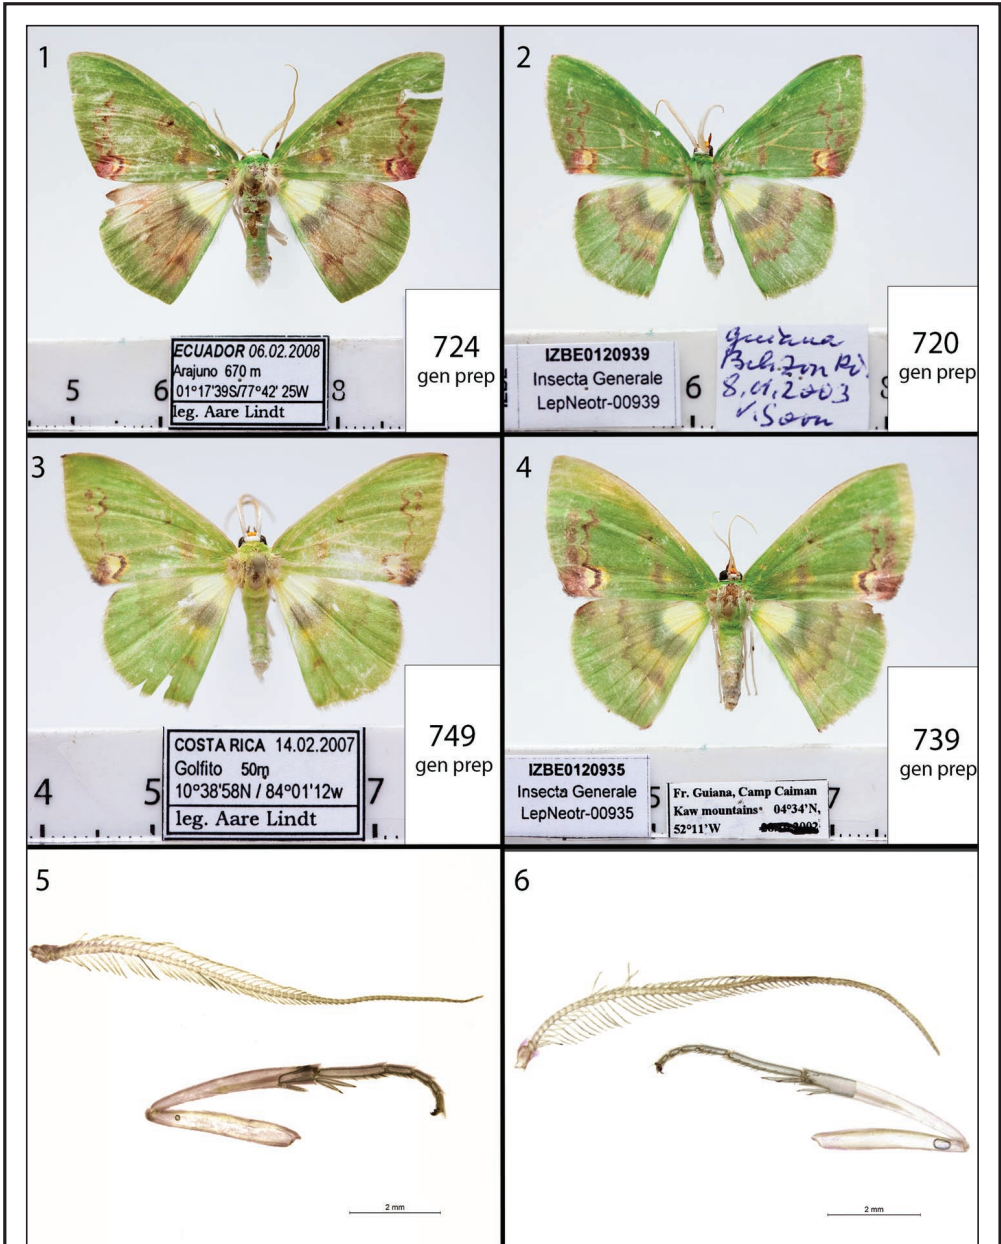 1
724
gen prep
5
6
8
ECUADOR 06.02.2008
Arajuno 670 m
01°17'39S/77°42' 25W
leg. Aare Lindt
2
720
gen prep
IZBE0120939
Insecta Generale
LepNeotr-00939
6
8
guiana
2003
3
749
gen prep
4
5
7
COSTA RICA 14.02.2007
Golfito 50m
10°38'58N / 84°01'12w
leg. Aare Lindt
4
739
gen prep
IZBE0120935
Insecta Generale
LepNeotr-00935
5
7
Fr. Guiana, Camp Caiman
Kaw mountains 04°34'N,
52°11'W
5
2 mm
6
2 mm